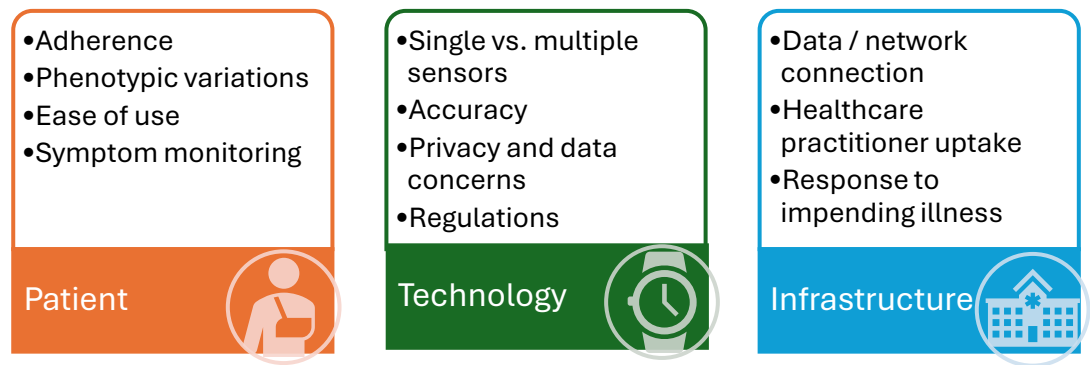 •Adherence
•Phenotypic variations
•Ease of use
•Symptom monitoring
Patient
•Single vs. multiple
sensors
•Accuracy
•Privacy and data
concerns
•Regulations
Technology
•Data / network
connection
•Healthcare
practitioner uptake
•Response to
impending illness
Infrastructure